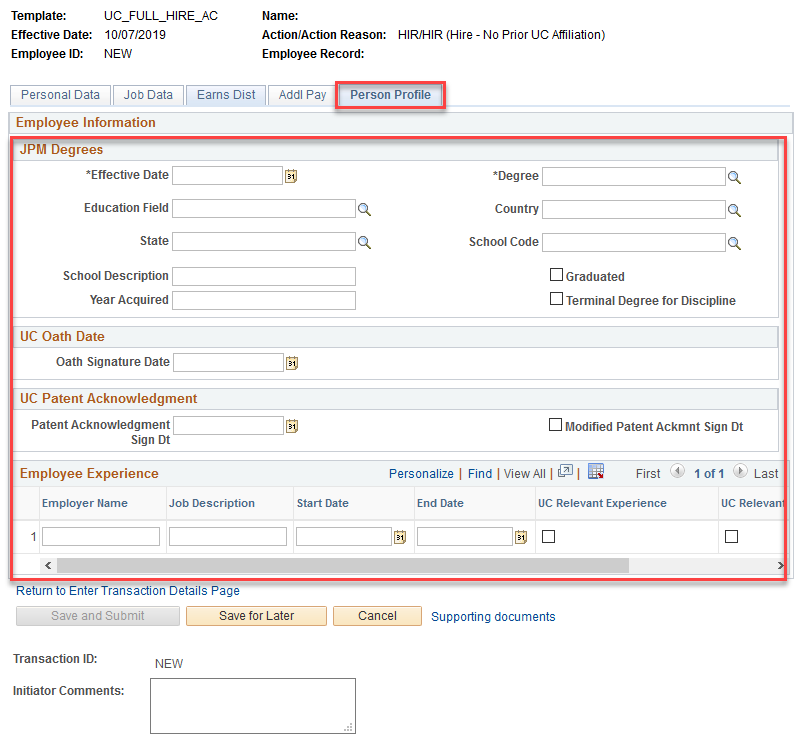 Template: UC_FULL_HIRE_AC Name:
Effective Date: 10/07/2019 Action/Action Reason: HIR/HIR (Hire - No Prior UC Affiliation)
Employee ID: NEW Employee Record:
Personal Data Job Data Earns Dist Addl Pay Person Profile
Employee Information
JPM Degrees
*Effective Date 31 *Degree
Education Field Country
State School Code
School Description Graduated
Year Acquired Terminal Degree for Discipline
UC Oath Date
Oath Signature Date 31
UC Patent Acknowledgment
Patent Acknowledgment Sign Dt 31 Modified Patent Ackmnt Sign Dt
Employee Experience Personalize | Find | View All | | First 1 of 1 Last
Employer Name Job Description Start Date End Date UC Relevant Experience UC Relevant
1 31 31
Return to Enter Transaction Details Page
Save and Submit Save for Later Cancel Supporting documents
Transaction ID: NEW
Initiator Comments: